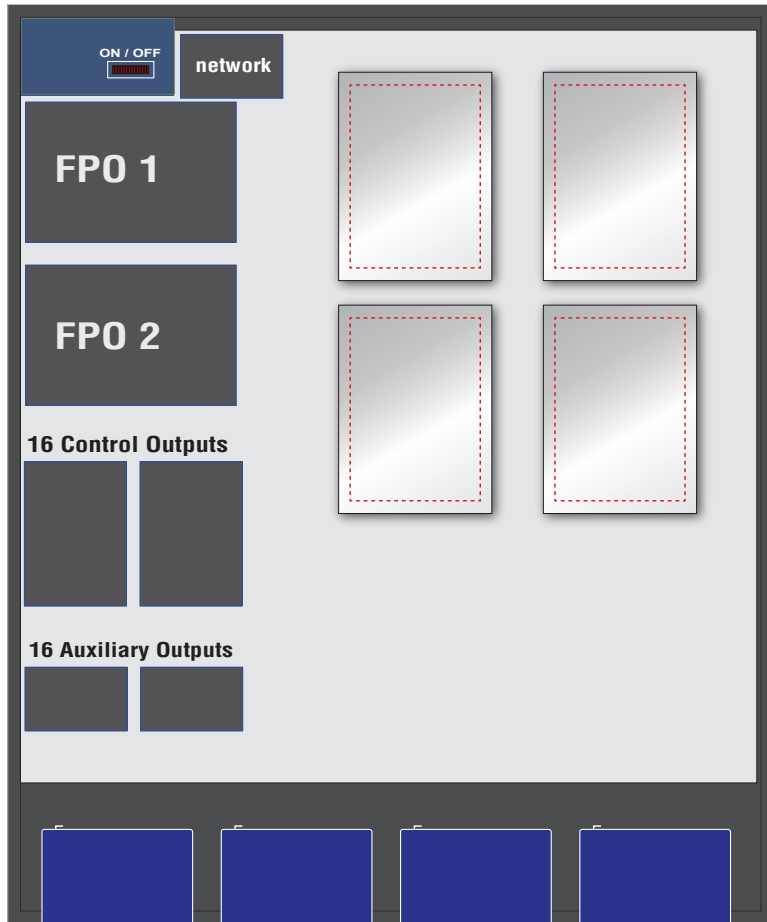 ON / OFF
network
FPO 1
FPO 2
16 Control Outputs
16 Auxiliary Outputs